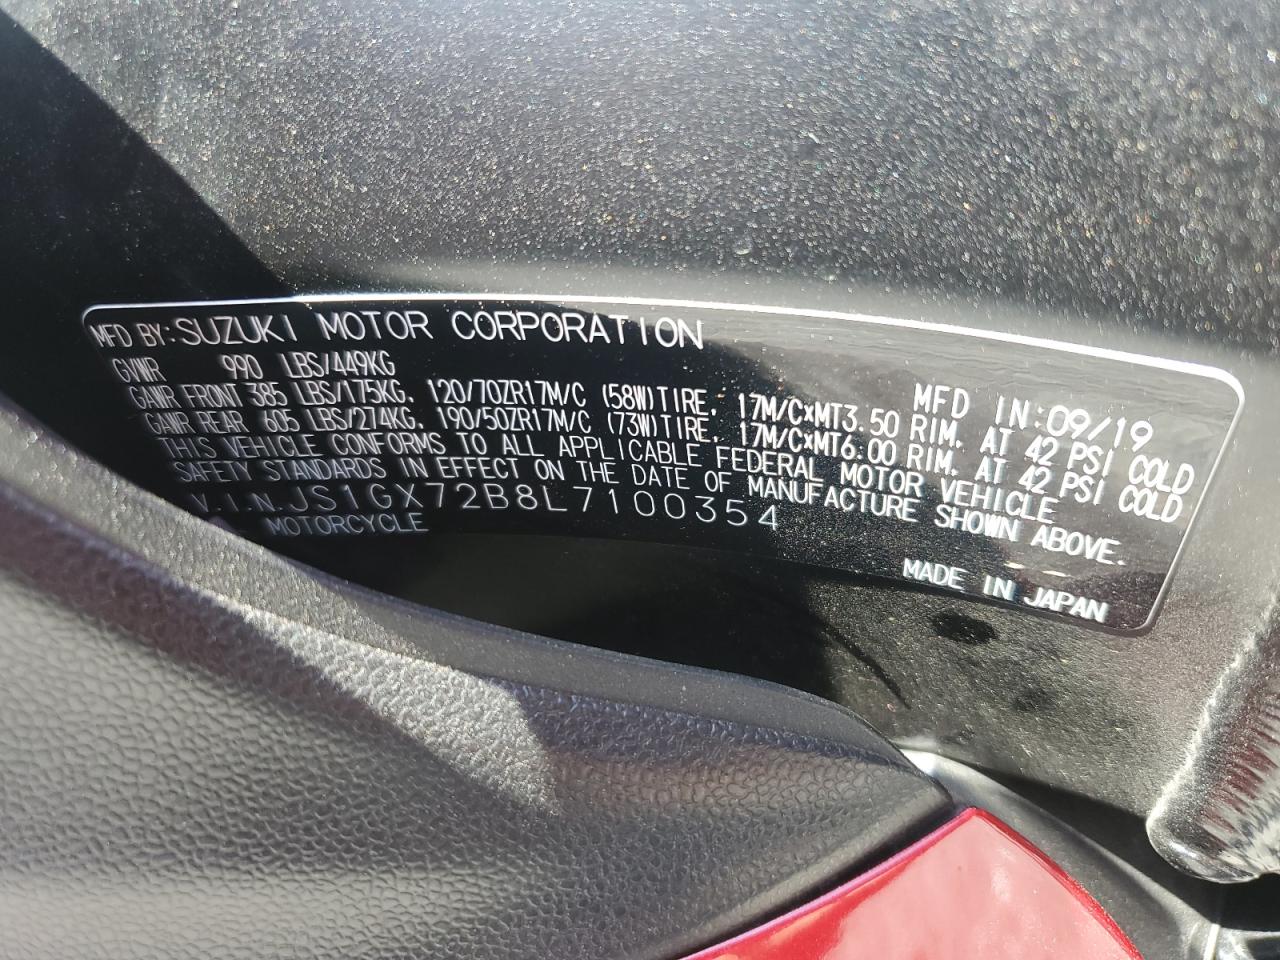 MFD BY:SUZUKI MOTOR CORPORATION
MFD IN:09/19
GVWR 990 LBS/449KG
GAWR FRONT 385 LBS/175KG, 120/70ZR17M/C (58W)TIRE, 17M/C×MT3.50 RIM, AT 42 PSI COLD
GAWR REAR 605 LBS/274KG, 190/50ZR17M/C (73W)TIRE, 17M/C×MT6.00 RIM, AT 42 PSI COLD
THIS VEHICLE CONFORMS TO ALL APPLICABLE FEDERAL MOTOR VEHICLE
SAFETY STANDARDS IN EFFECT ON THE DATE OF MANUFACTURE SHOWN ABOVE.
V.I.N.JS1GX72B8L7100354
MOTORCYCLE
MADE IN JAPAN